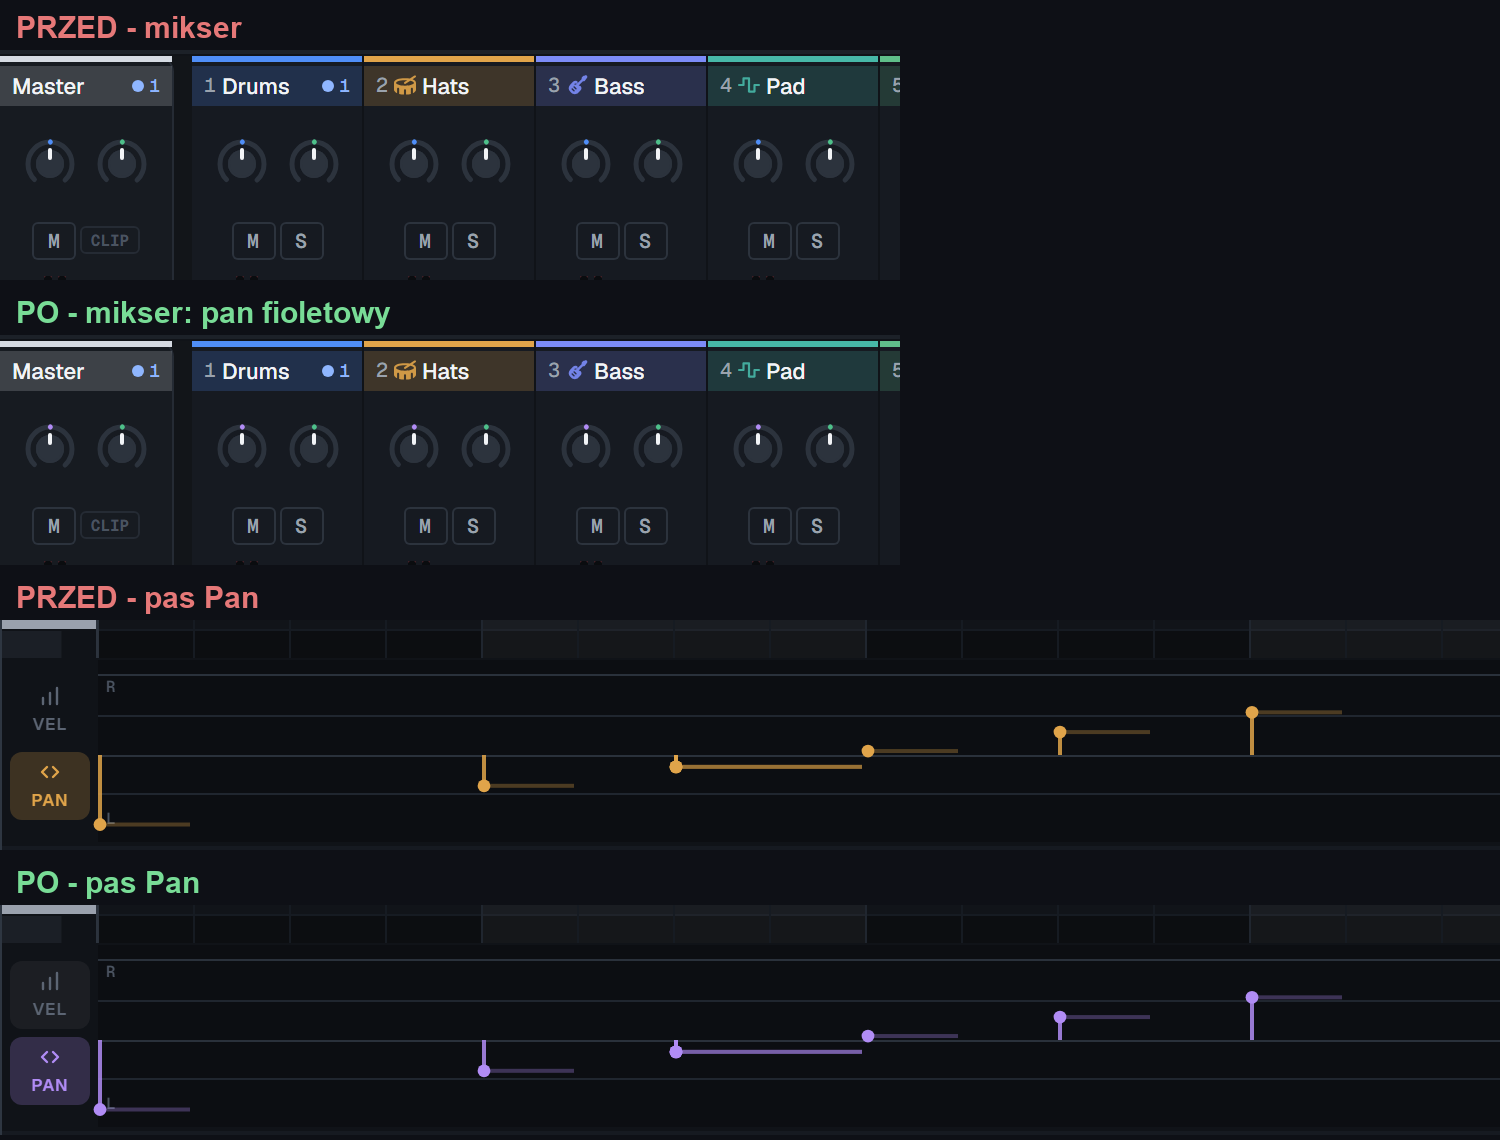 PRZED - mikser
Master 1 1 Drums 1 2 Hats 3 Bass 4 Pad 5
M CLIP M S M S M S M S
PO - mikser: pan fioletowy
Master 1 1 Drums 1 2 Hats 3 Bass 4 Pad 5
M CLIP M S M S M S M S
PRZED - pas Pan
R
VEL
PAN
L
PO - pas Pan
R
VEL
PAN
L